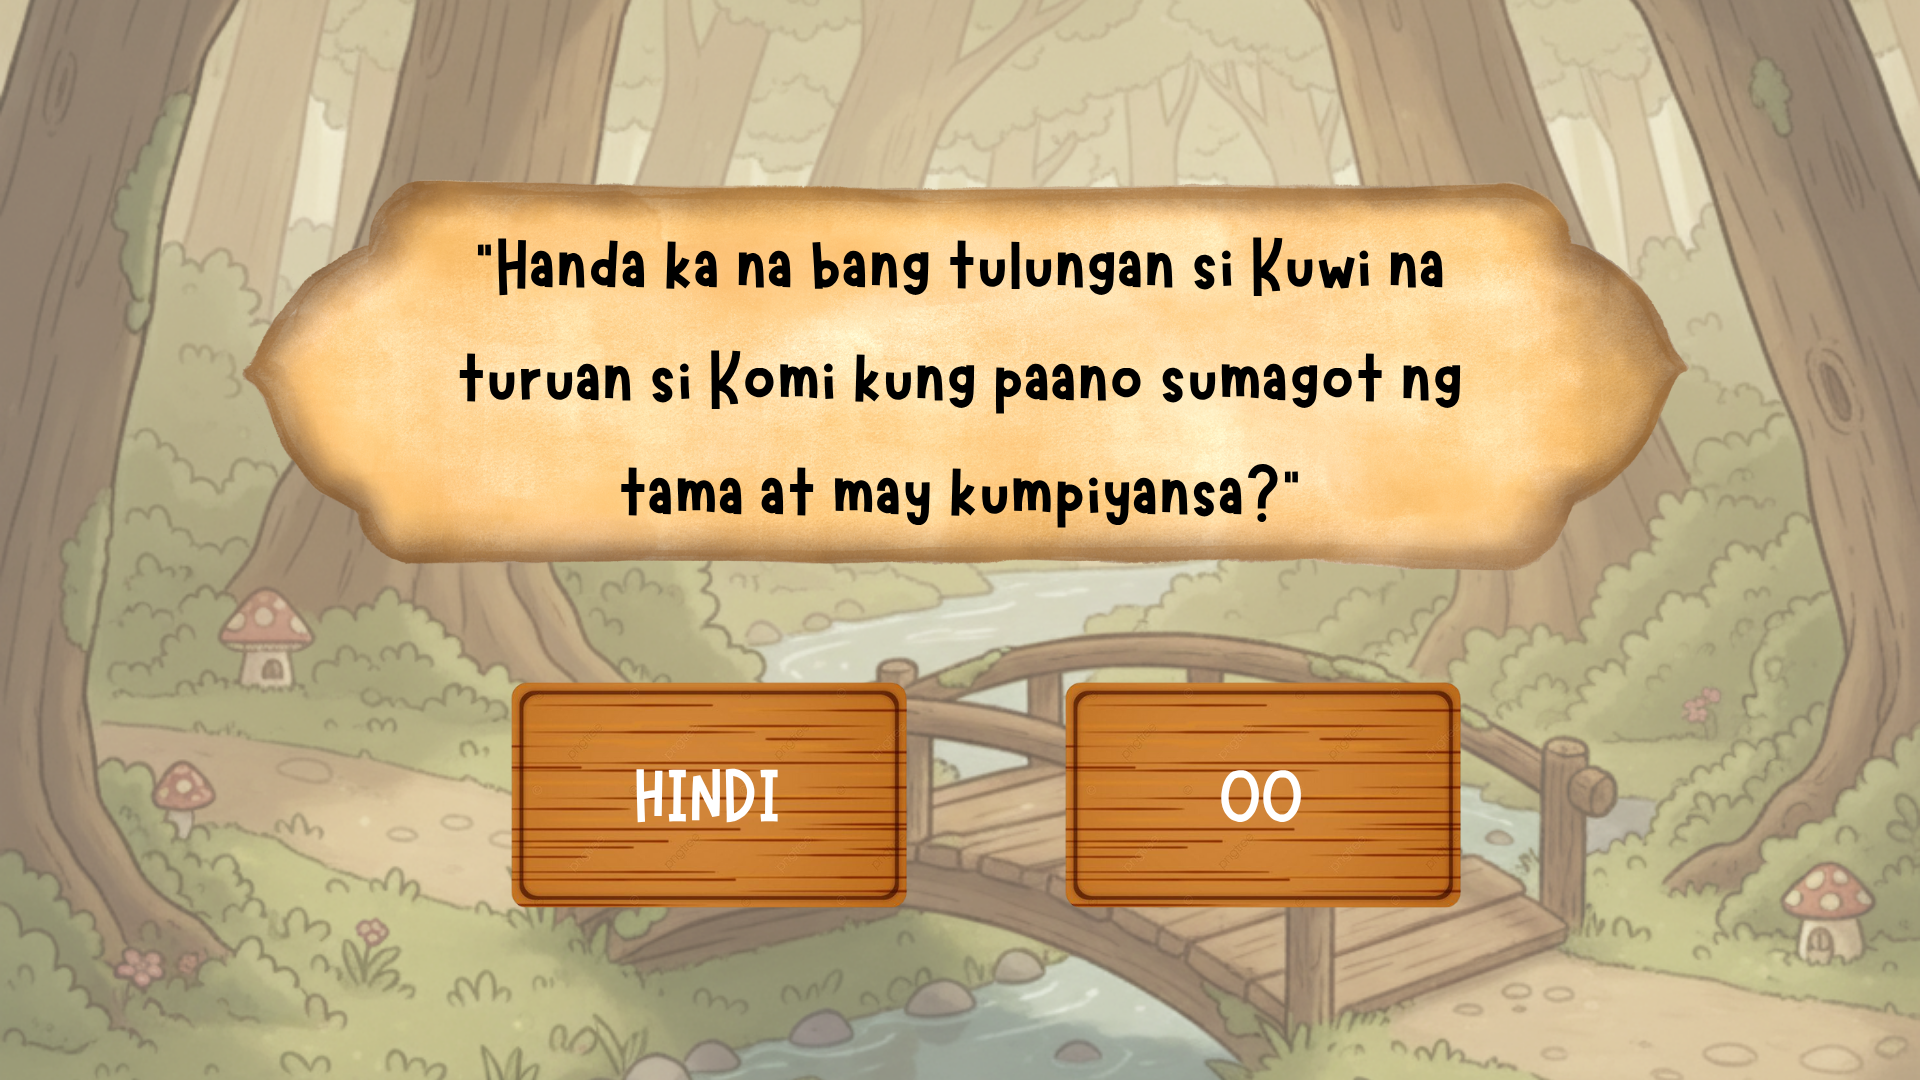 "Handa ka na bang tulungan si Kuwi na
turuan si Komi kung paano sumagot ng
tama at may kumpiyansa?"
HINDI
OO